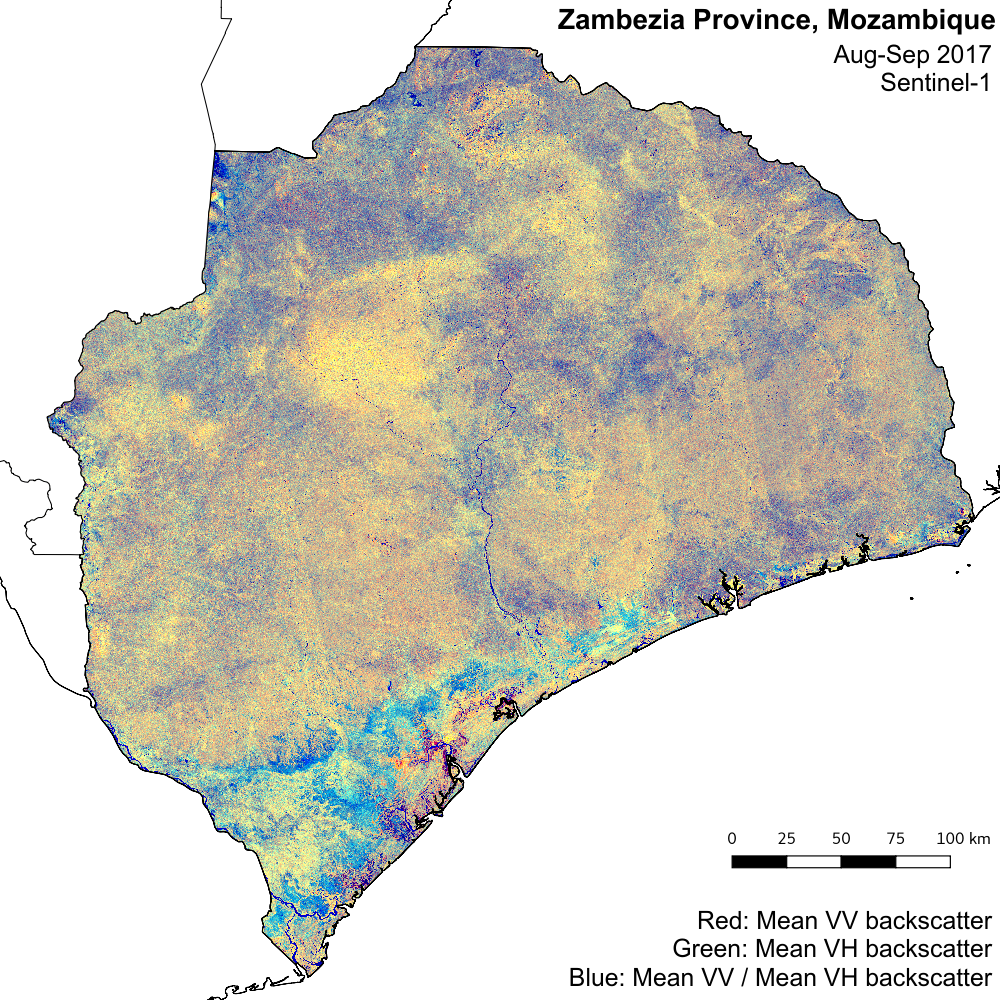 Zambezia Province, Mozambique
Aug-Sep 2017
Sentinel-1
0 25 50 75 100 km
Red: Mean VV backscatter
Green: Mean VH backscatter
Blue: Mean VV / Mean VH backscatter